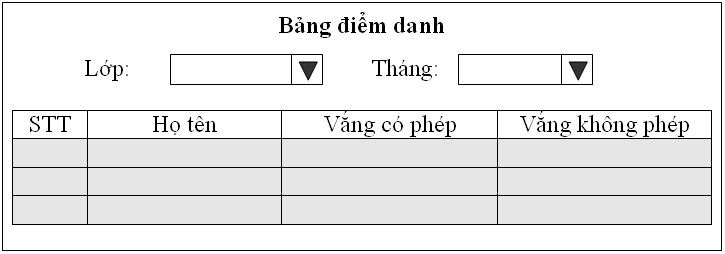 Bảng điểm danh
Lớp: Tháng:
STT Họ tên Vắng có phép Vắng không phép